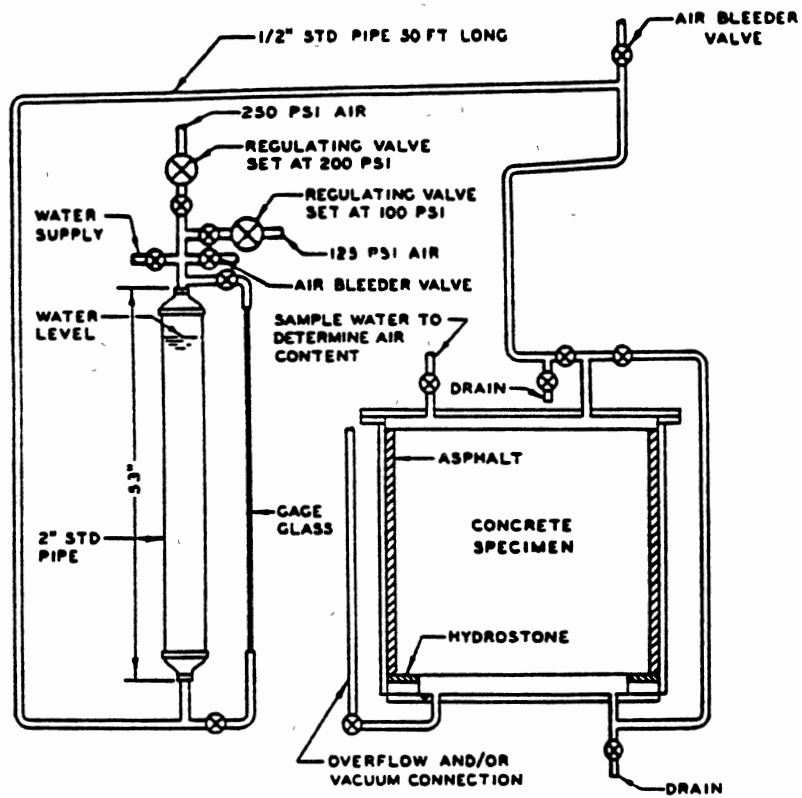 1/2" STD PIPE 50 FT LONG
AIR BLEEDER
VALVE
250 PSI AIR
REGULATING VALVE
SET AT 200 PSI
REGULATING VALVE
SET AT 100 PSI
WATER
SUPPLY
125 PSI AIR
AIR BLEEDER VALVE
WATER
LEVEL
SAMPLE WATER TO
DETERMINE AIR
CONTENT
DRAIN
ASPHALT
53"
GAGE
GLASS
CONCRETE
SPECIMEN
2" STD
PIPE
HYDROSTONE
OVERFLOW AND/OR
VACUUM CONNECTION
DRAIN